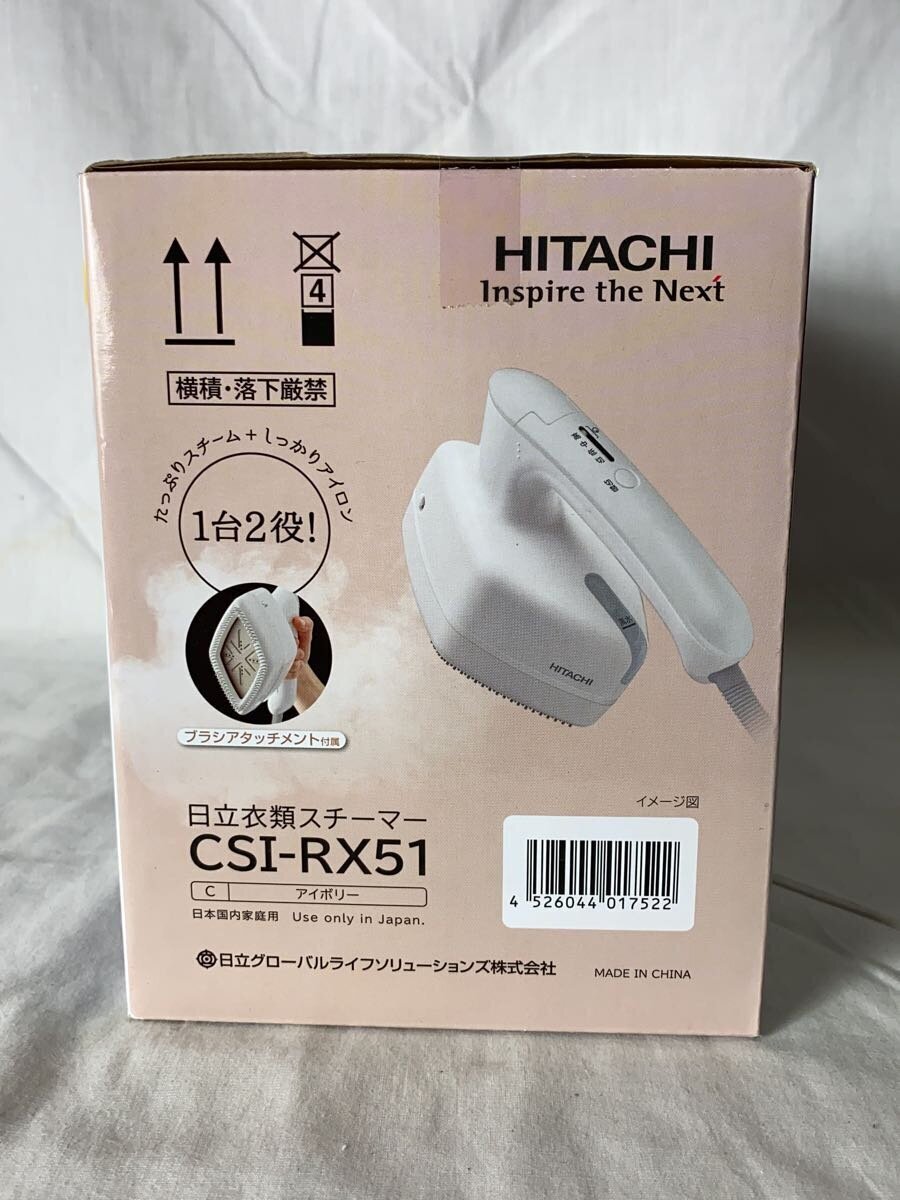 HITACHI
Inspire the Next
4
横積・落下厳禁
たっぷりスチーム+しっかりアイロン
1台2役!
HITACHI
ブラシアタッチメント付属
日立衣類スチーマー
CSI-RX51
C アイボリー
日本国内家庭用 Use only in Japan.
イメージ図
4 526044 017522
日立グローバルライフソリューションズ株式会社
MADE IN CHINA